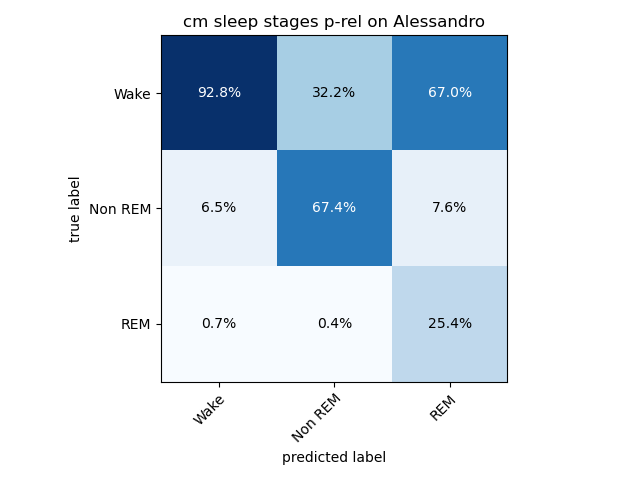 cm sleep stages p-rel on Alessandro
Wake 92.8% 32.2% 67.0%
true label
Non REM 6.5% 67.4% 7.6%
REM 0.7% 0.4% 25.4%
Wake Non REM REM
predicted label